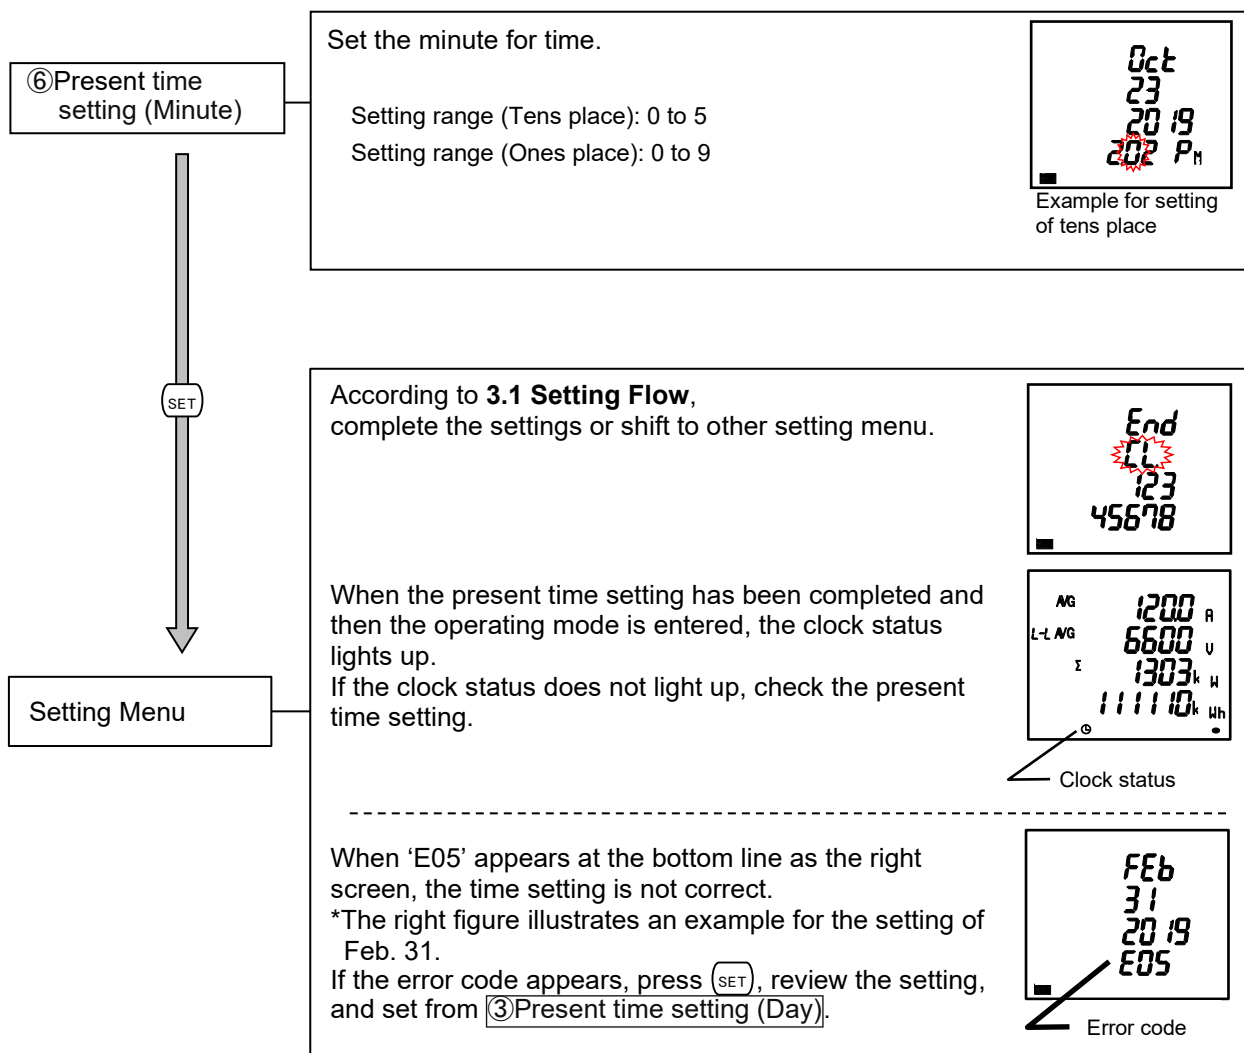 ⑥Present time
setting (Minute)
Set the minute for time.
Setting range (Tens place): 0 to 5
Setting range (Ones place): 0 to 9
Oct
23
2019
202 PM
Example for setting
of tens place
SET
Setting Menu
According to 3.1 Setting Flow,
complete the settings or shift to other setting menu.
End
CL.
123
45678
When the present time setting has been completed and
then the operating mode is entered, the clock status
lights up.
If the clock status does not light up, check the present
time setting.
AVG 120.0 A
L-L AVG 6600 V
Σ 1303 k W
111110 k Wh
Clock status
When ‘E05’ appears at the bottom line as the right
screen, the time setting is not correct.
*The right figure illustrates an example for the setting of
Feb. 31.
If the error code appears, press SET, review the setting,
and set from ③Present time setting (Day).
FEb
31
2019
E05
Error code